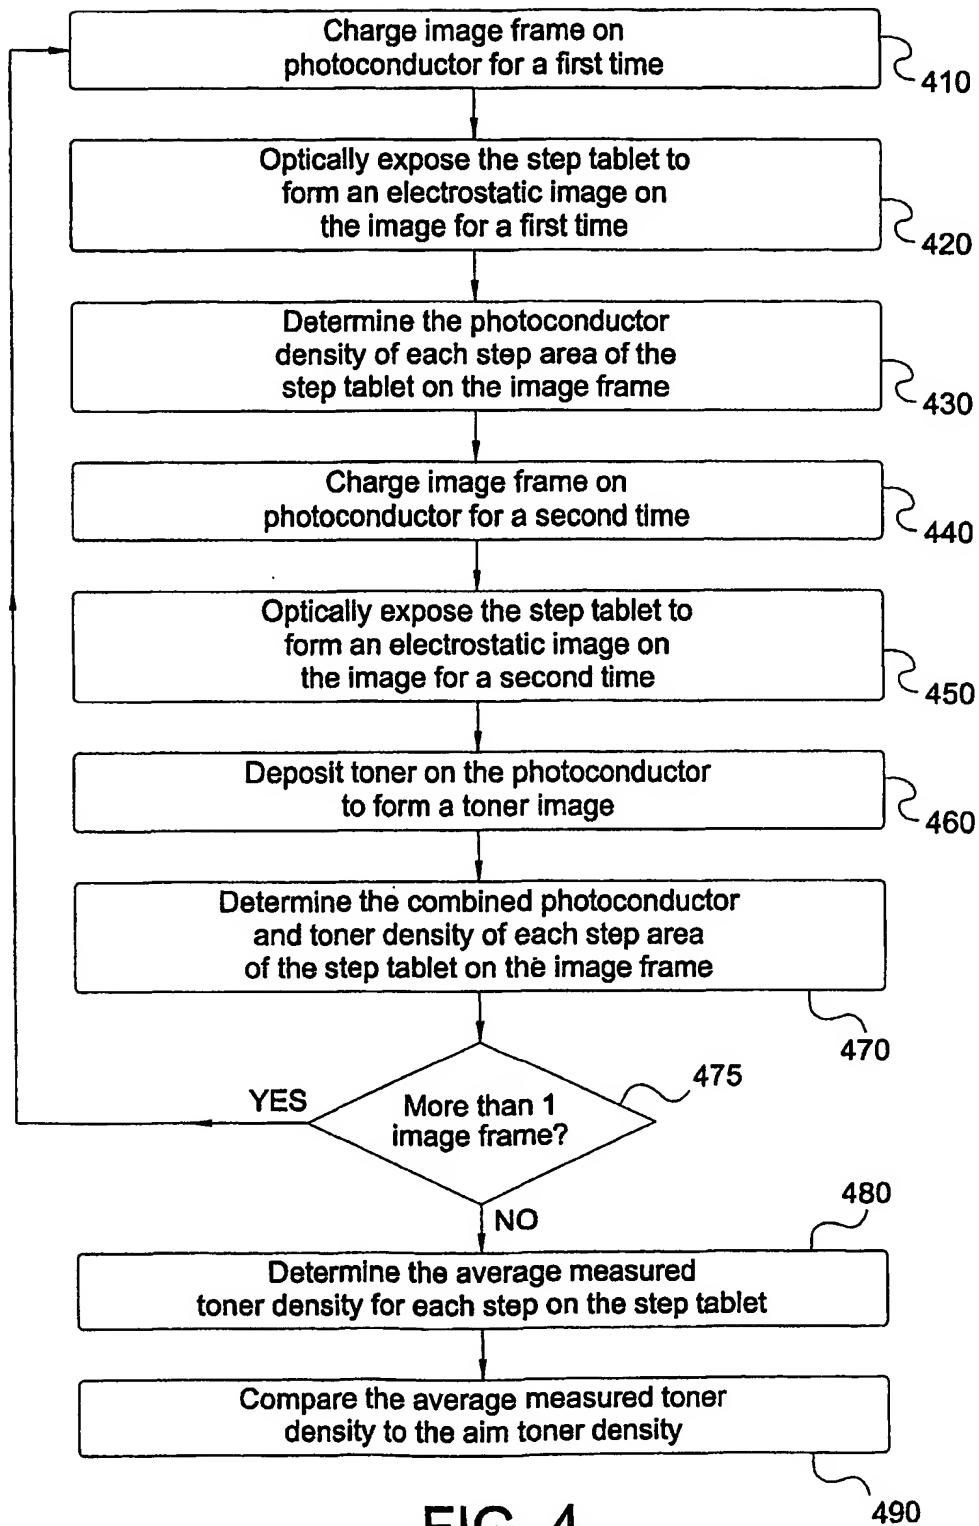 Charge image frame on
photoconductor for a first time
410
Optically expose the step tablet to
form an electrostatic image on
the image for a first time
420
Determine the photoconductor
density of each step area of the
step tablet on the image frame
430
Charge image frame on
photoconductor for a second time
440
Optically expose the step tablet to
form an electrostatic image on
the image for a second time
450
Deposit toner on the photoconductor
to form a toner image
460
Determine the combined photoconductor
and toner density of each step area
of the step tablet on the image frame
470
475
YES
More than 1
image frame?
NO
480
Determine the average measured
toner density for each step on the step tablet
Compare the average measured toner
density to the aim toner density
490
FIG. 4